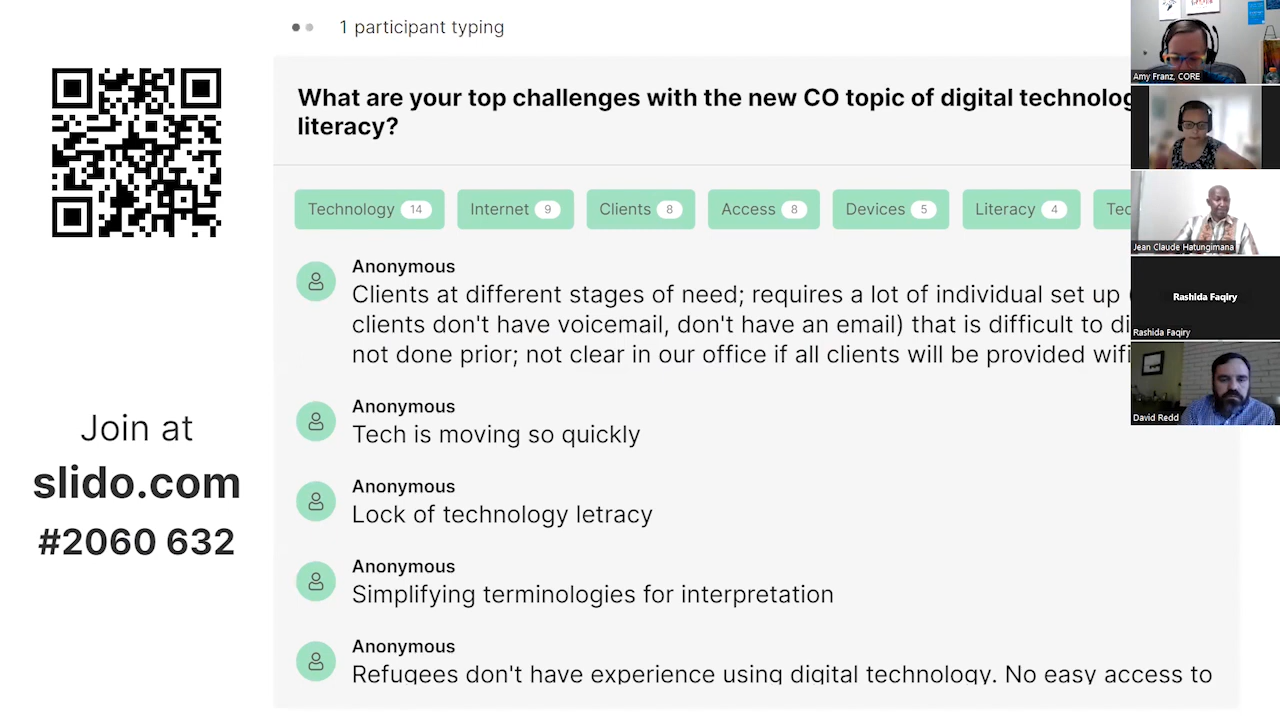 1 participant typing
What are your top challenges with the new CO topic of digital
literacy?
Technology 14
Internet 9
Clients 8
Access 8
Devices 5
Literacy 4
Anonymous
Clients at different stages of need; requires a lot of individual set up
clients don't have voicemail, don't have an email) that is difficult to
not done prior; not clear in our office if all clients will be provided
Anonymous
Tech is moving so quickly
Anonymous
Lock of technology letracy
Anonymous
Simplifying terminologies for interpretation
Anonymous
Refugees don't have experience using digital technology. No easy access to
Join at
slido.com
#2060 632
Amy Franz, CORE
Jean Claude Hatungimana
Rashida Faqiry
Rashida Faqiry
David Redd